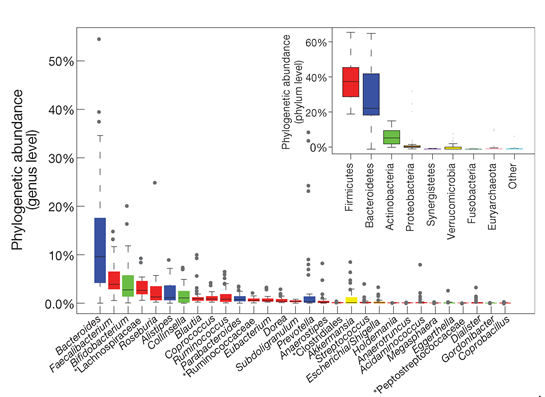 Phylogenetic abundance
(genus level)
50%
40%
30%
20%
10%
0.0%
Bacteroides
Faecalibacterium
Bifidobacterium
*Lachnospiraceae
Roseburia
Alistipes
Collinsella
Blautia
Coprococcus
Ruminococcus
Parabacteroides
*Ruminococcaceae
Eubacterium
Dorea
Subdoligranulum
Prevotella
Anaerostipes
*Clostridiales
Akkermansia
Streptococcus
Escherichia/Shigella
Holdemania
Anaerotruncus
Acidaminococcus
Megasphaera
Eggerthella
*Peptostreptococcaceae
Dialister
Gordonibacter
Coprobacillus
Phylogenetic abundance
(phylum level)
60%
40%
20%
0%
Firmicutes
Bacteroidetes
Actinobacteria
Proteobacteria
Synergistetes
Verrucomicrobia
Fusobacteria
Euryarchaeota
Other